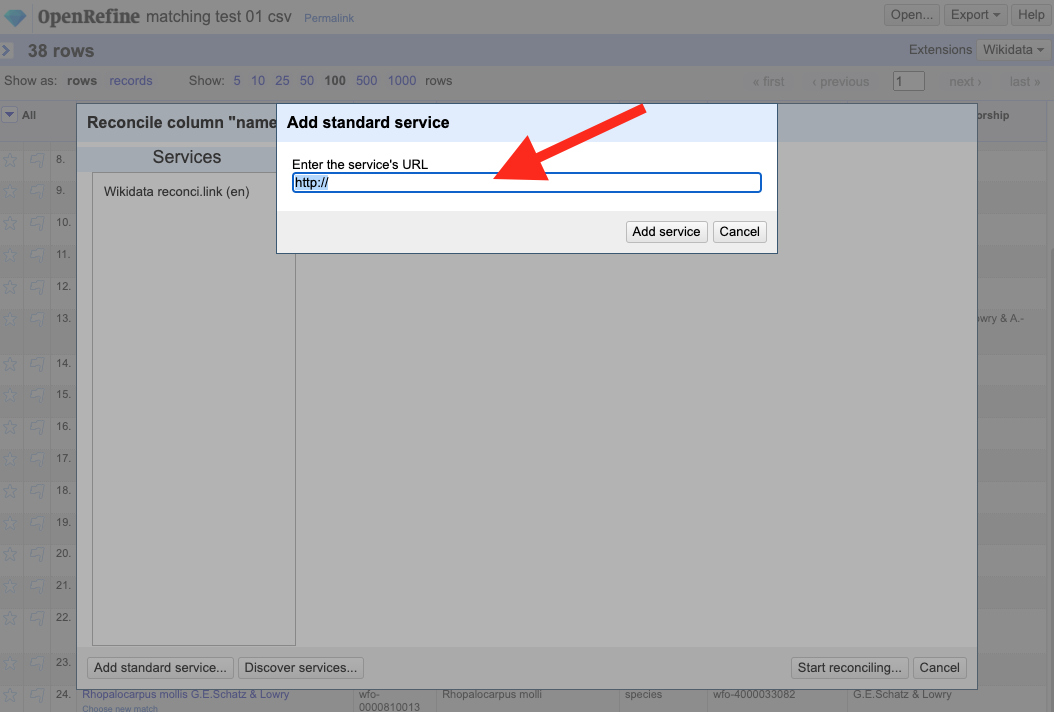 OpenRefine matching test 01 csv Permalink Open... Export Help
38 rows Extensions Wikidata
Show as: rows records Show: 5 10 25 50 100 500 1000 rows « first ‹ previous 1 next › last »
All
Reconcile column "name
Add standard service
Services
Enter the service's URL
http://
Wikidata reconci.link (en)
Add service Cancel
8.
9.
10.
11.
12.
13. owry & A.-
14.
15.
16.
17.
18.
19.
20.
21.
22.
23.
Add standard service... Discover services... Start reconciling... Cancel
24. Rhopalocarpus mollis G.E.Schatz & Lowry wfo- Rhopalocarpus molli species wfo-4000033082 G.E.Schatz & Lowry
Choose new match 0000810013